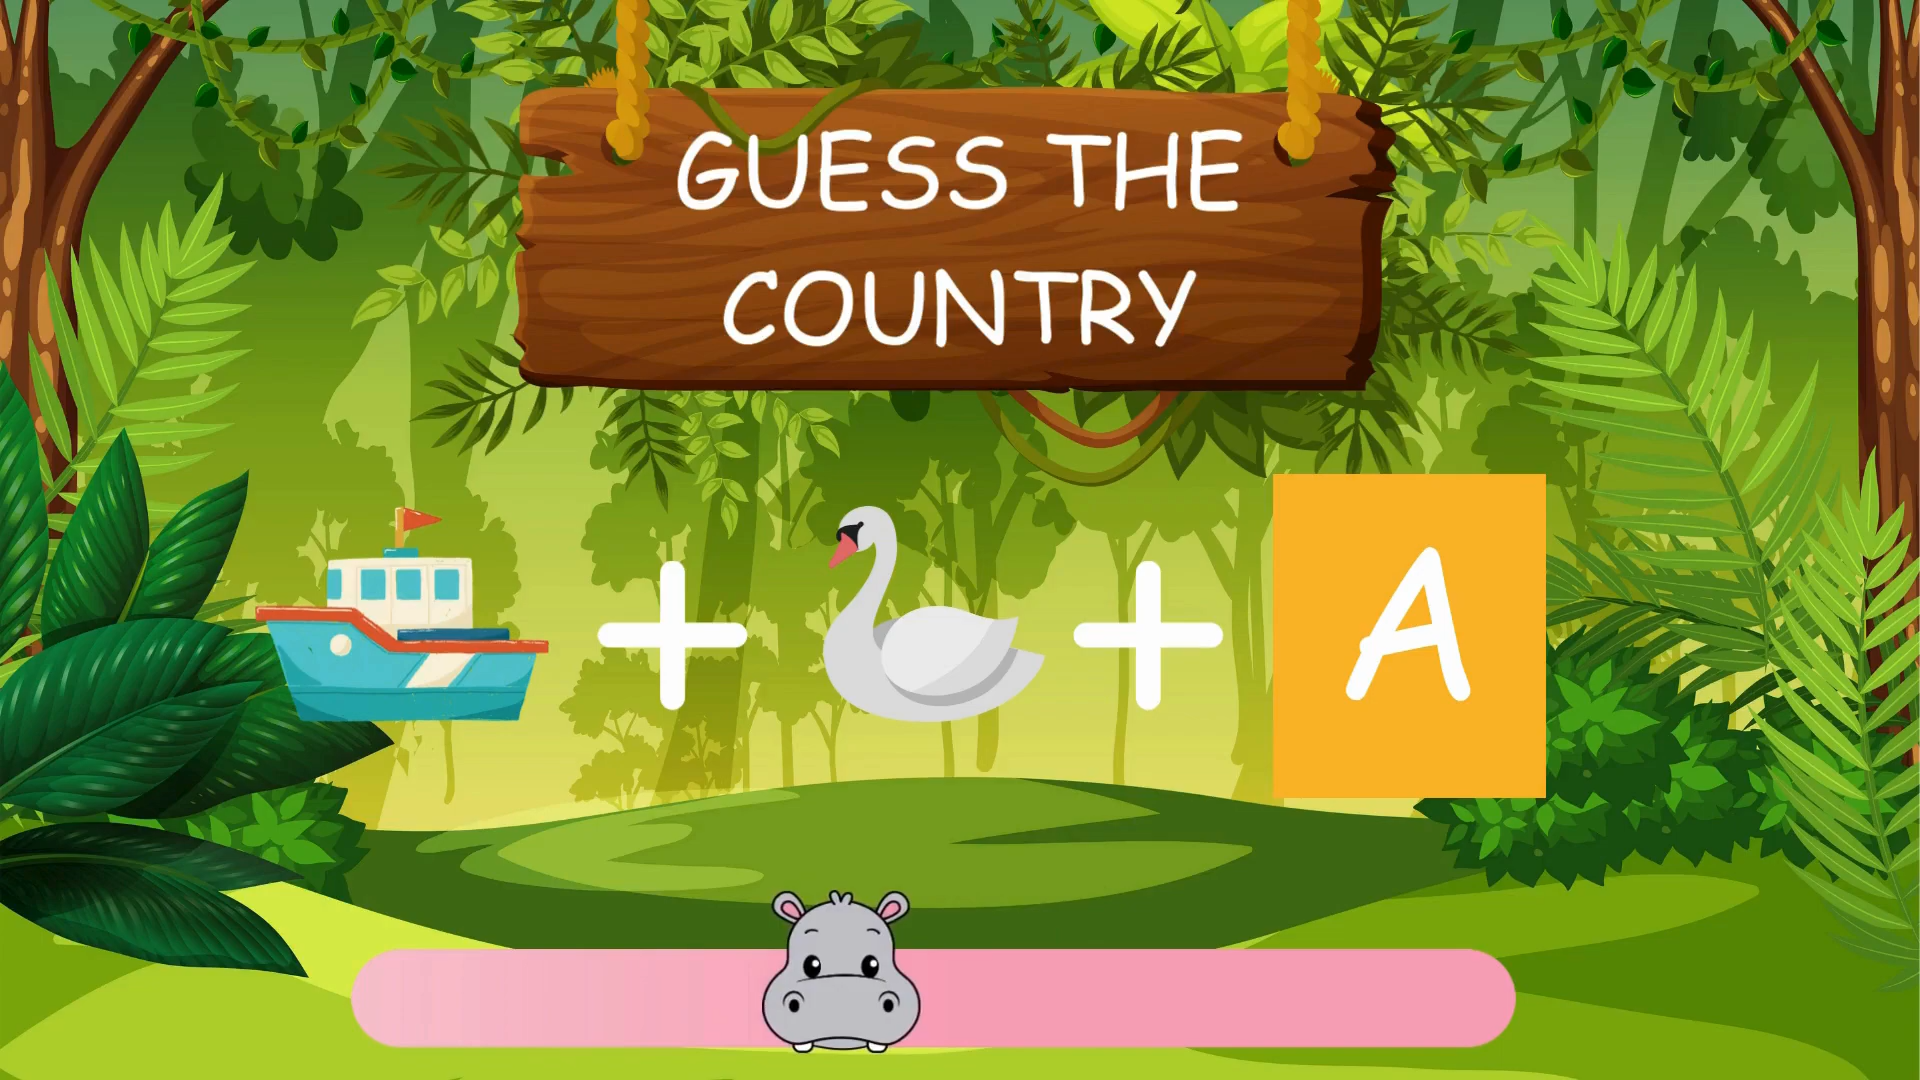 GUESS THE
COUNTRY
+ + A